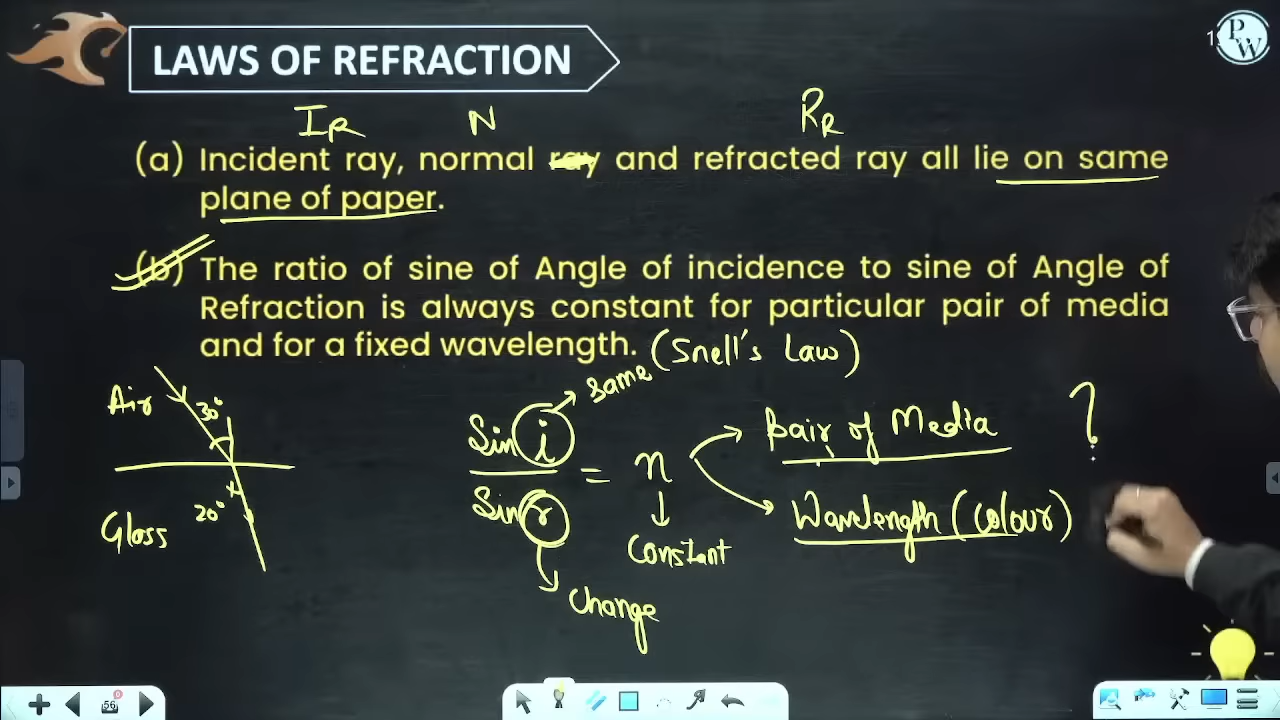 LAWS OF REFRACTION
PW
IR N RR
(a) Incident ray, normal ray and refracted ray all lie on same
plane of paper.
(b) The ratio of sine of Angle of incidence to sine of Angle of
Refraction is always constant for particular pair of media
and for a fixed wavelength. (Snell's Law)
Air 30°
Glass 20°
same
Sin i
Sin r
= n
Constant
Change
Pair of Media ?
Wavelength (Colour)
56
0